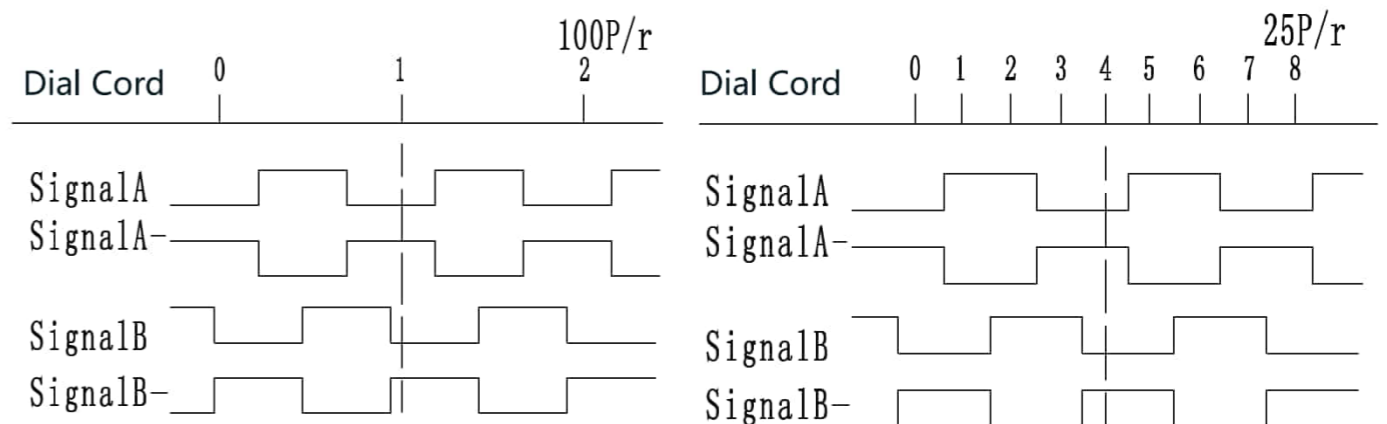 100P/r
Dial Cord 0 1 2
SignalA
SignalA-
SignalB
SignalB-
25P/r
Dial Cord 0 1 2 3 4 5 6 7 8
SignalA
SignalA-
SignalB
SignalB-